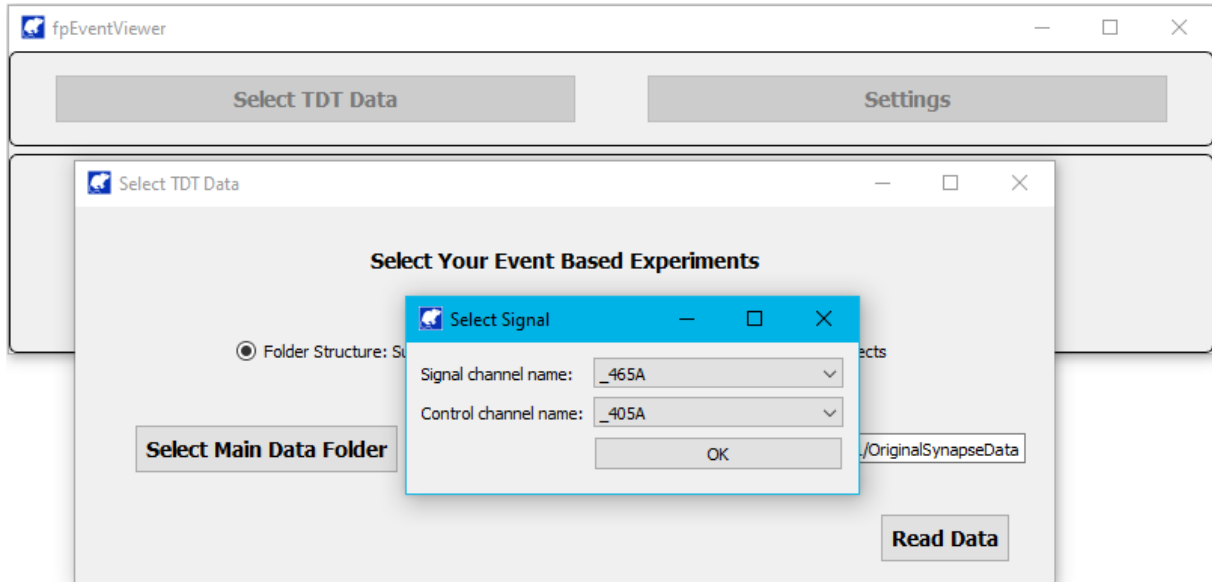 fpEventViewer
Select TDT Data Settings
Select TDT Data
Select Your Event Based Experiments
Select Signal
Folder Structure: Su ects
Signal channel name: _465A
Control channel name: _405A
Select Main Data Folder /OriginalSynapseData
OK
Read Data